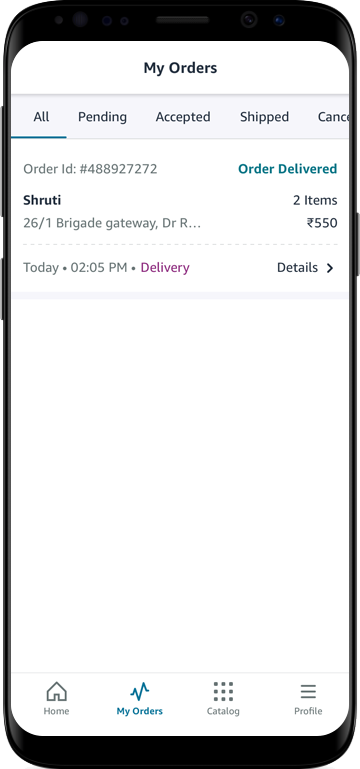 My Orders
All Pending Accepted Shipped Cance
Order Id: #488927272 Order Delivered
Shruti 2 Items
26/1 Brigade gateway, Dr R... ₹550
Today • 02:05 PM • Delivery Details
Home My Orders Catalog Profile